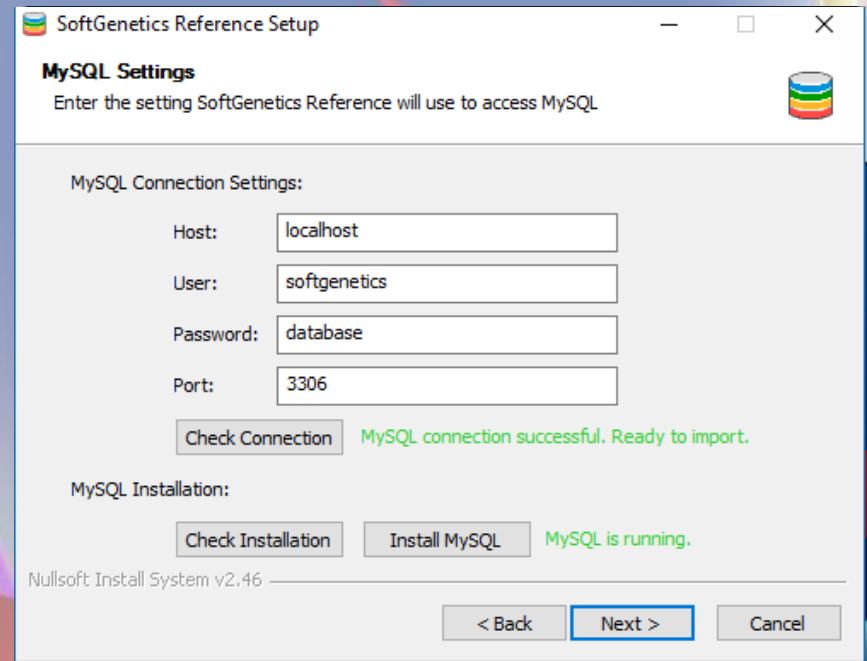 SoftGenetics Reference Setup
MySQL Settings
Enter the setting SoftGenetics Reference will use to access MySQL
MySQL Connection Settings:
Host: localhost
User: softgenetics
Password: database
Port: 3306
Check Connection MySQL connection successful. Ready to import.
MySQL Installation:
Check Installation Install MySQL MySQL is running.
Nullsoft Install System v2.46
< Back Next > Cancel